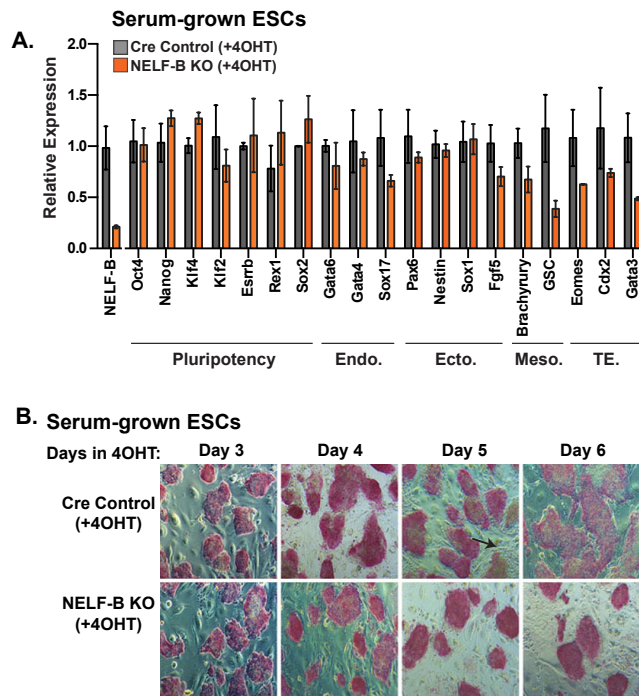 Serum-grown ESCs
A.
Cre Control (+4OHT)
NELF-B KO (+4OHT)
Relative Expression
2.0
1.5
1.0
0.5
0.0
NELF-B
Oct4
Nanog
Klf4
Klf2
Esrrb
Rex1
Sox2
Gata6
Gata4
Sox17
Pax6
Nestin
Sox1
Fgf5
Brachyrury
GSC
Eomes
Cdx2
Gata3
Pluripotency
Endo.
Ecto.
Meso.
TE.
B. Serum-grown ESCs
Days in 4OHT: Day 3 Day 4 Day 5 Day 6
Cre Control
(+4OHT)
NELF-B KO
(+4OHT)